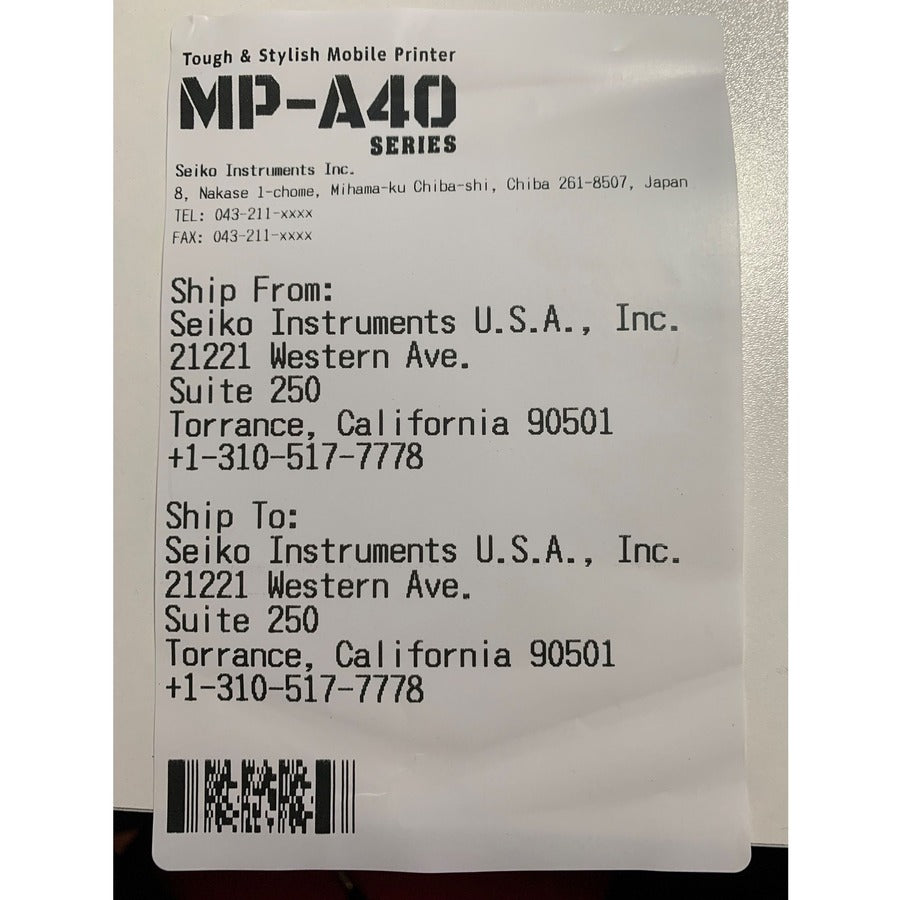 Tough & Stylish Mobile Printer
MP-A40
SERIES
Seiko Instruments Inc.
8, Nakase 1-chome, Mihama-ku Chiba-shi, Chiba 261-8507, Japan
TEL: 043-211-xxxx
FAX: 043-211-xxxx
Ship From:
Seiko Instruments U.S.A., Inc.
21221 Western Ave.
Suite 250
Torrance, California 90501
+1-310-517-7778
Ship To:
Seiko Instruments U.S.A., Inc.
21221 Western Ave.
Suite 250
Torrance, California 90501
+1-310-517-7778